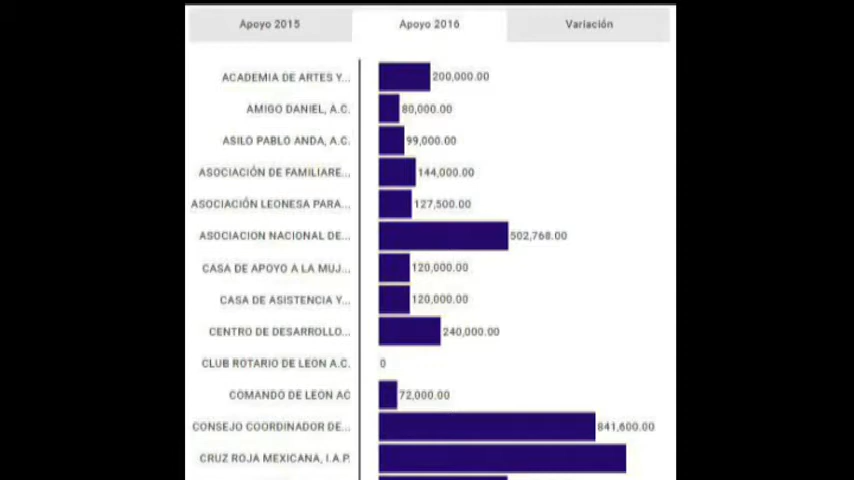 Apoyo 2015 Apoyo 2016 Variación
ACADEMIA DE ARTES Y... 200,000.00
AMIGO DANIEL, A.C. 80,000.00
ASILO PABLO ANDA, A.C. 99,000.00
ASOCIACIÓN DE FAMILIARE... 144,000.00
ASOCIACIÓN LEONESA PARA... 127,500.00
ASOCIACION NACIONAL DE... 502,768.00
CASA DE APOYO A LA MUJ... 120,000.00
CASA DE ASISTENCIA Y... 120,000.00
CENTRO DE DESARROLLO... 240,000.00
CLUB ROTARIO DE LEON A.C. 0
COMANDO DE LEON AC 72,000.00
CONSEJO COORDINADOR DE... 841,600.00
CRUZ ROJA MEXICANA, I.A.P.